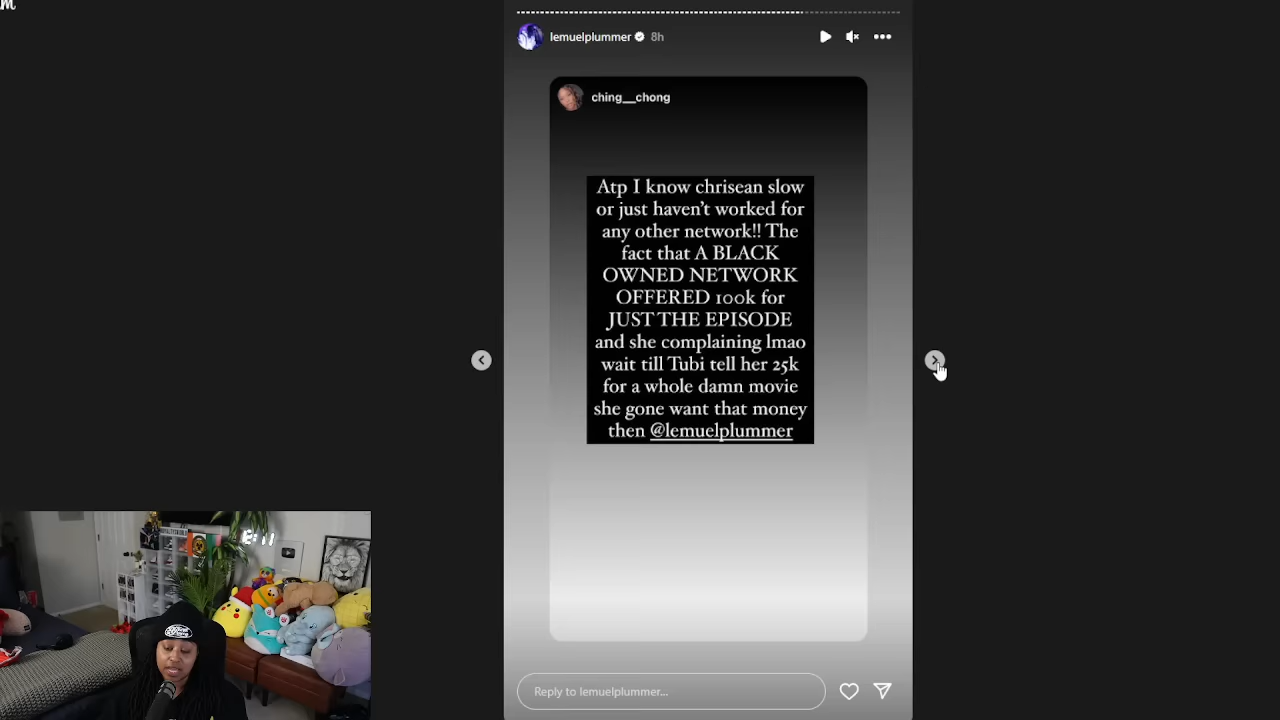 lemuelplummer 8h
ching__chong
Atp I know chrisean slow
or just haven't worked for
any other network!! The
fact that A BLACK
OWNED NETWORK
OFFERED 100k for
JUST THE EPISODE
and she complaining lmao
wait till Tubi tell her 25k
for a whole damn movie
she gone want that money
then @lemuelplummer
Reply to lemuelplummer...